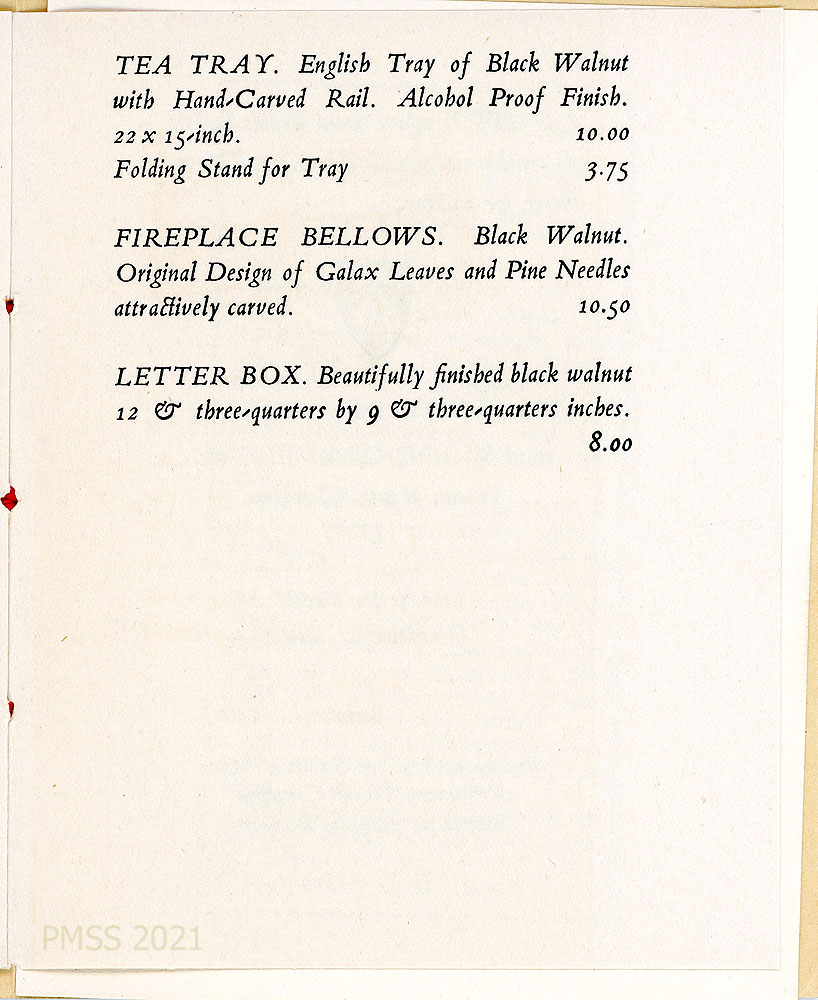 TEA TRAY. English Tray of Black Walnut
with Hand-Carved Rail. Alcohol Proof Finish.
22 x 15-inch. 10.00
Folding Stand for Tray 3.75
FIREPLACE BELLOWS. Black Walnut.
Original Design of Galax Leaves and Pine Needles
attractively carved. 10.50
LETTER BOX. Beautifully finished black walnut
12 & three-quarters by 9 & three-quarters inches.
8.00
PMSS 2021